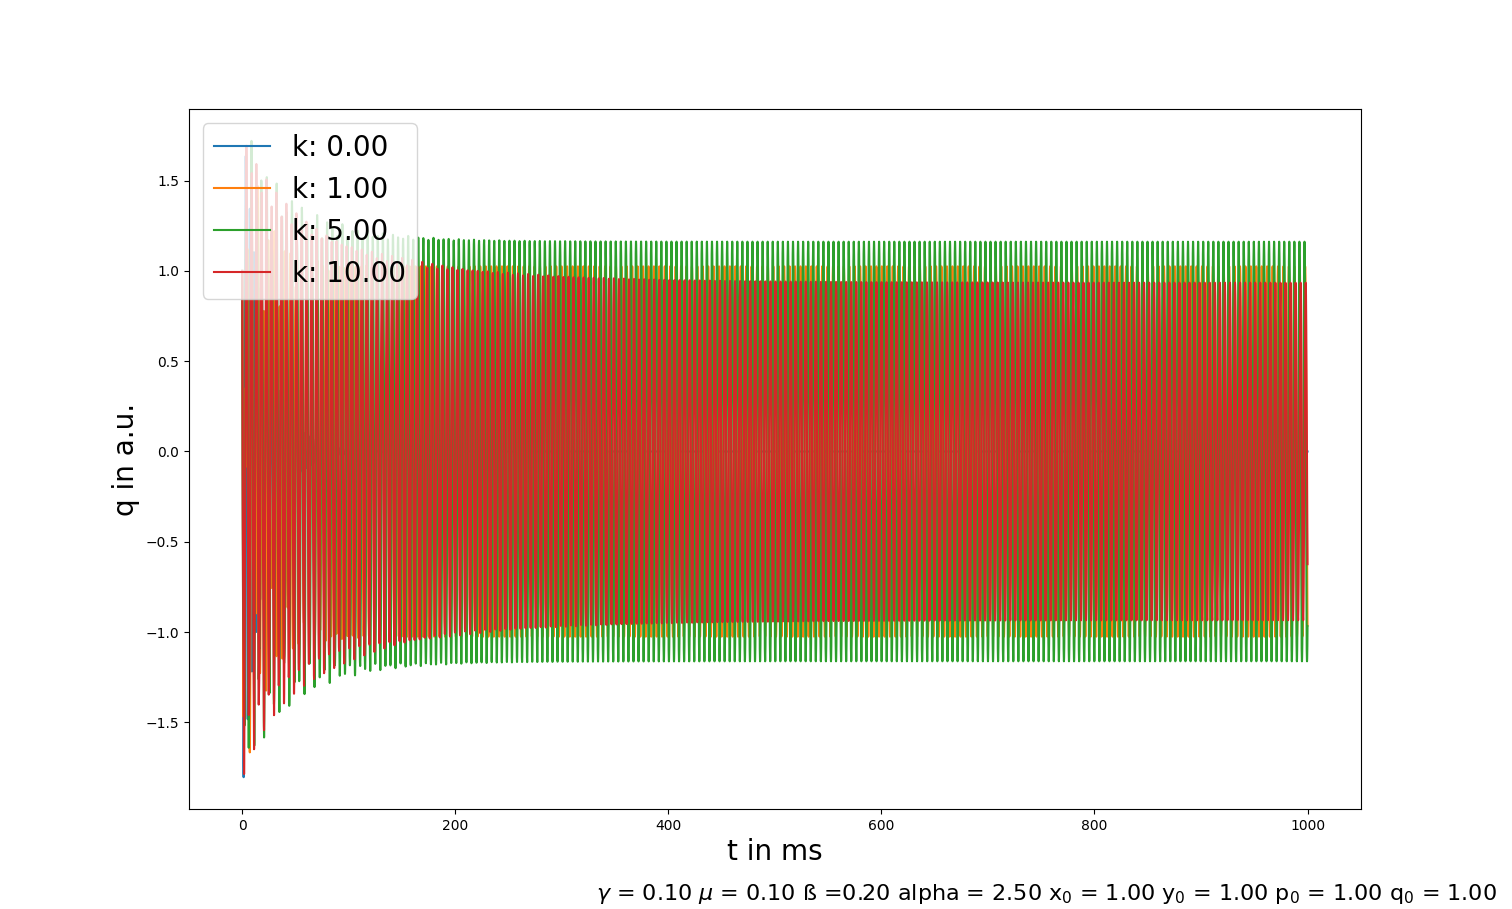 k: 0.00
k: 1.00
k: 5.00
k: 10.00
1.5
1.0
0.5
0.0
−0.5
−1.0
−1.5
q in a.u.
0 200 400 600 800 1000
t in ms
γ = 0.10 μ = 0.10 ß =0.20 alpha = 2.50 x₀ = 1.00 y₀ = 1.00 p₀ = 1.00 q₀ = 1.00